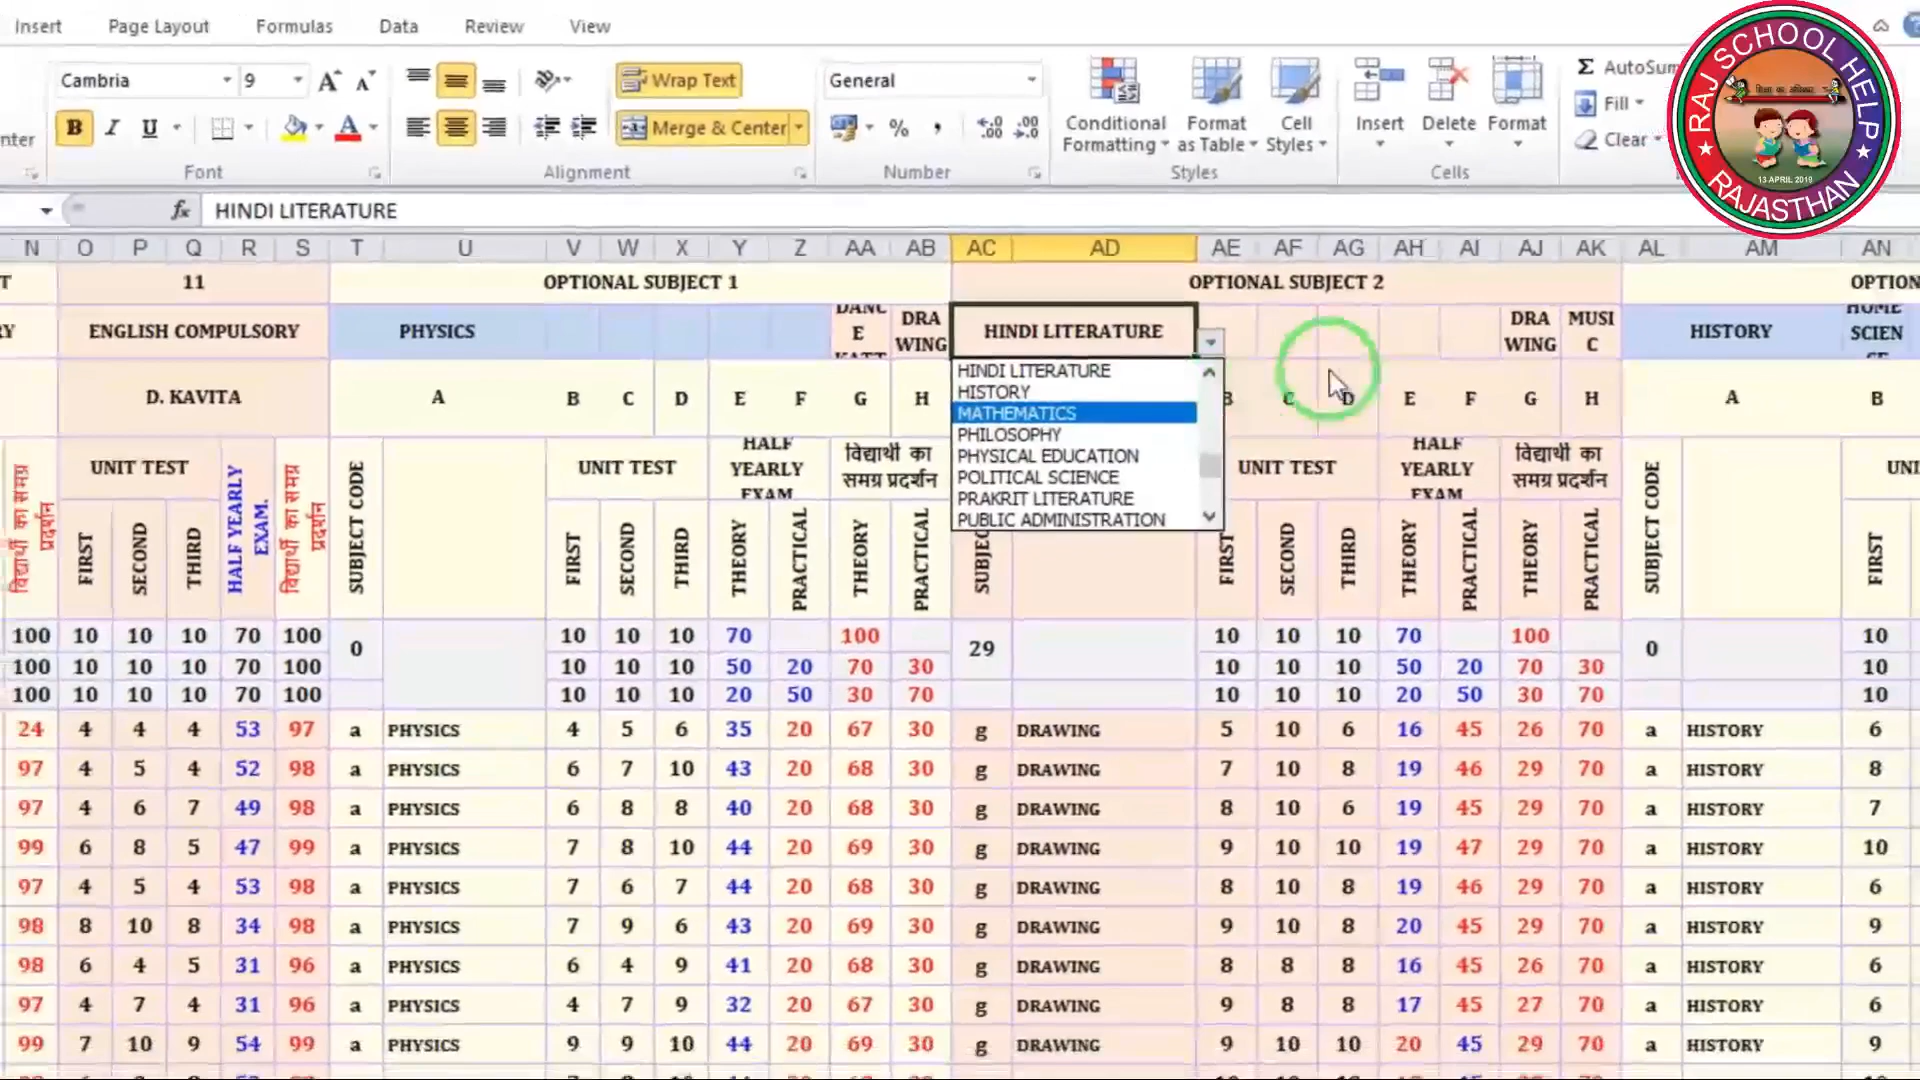 Insert Page Layout Formulas Data Review View
Cambria 9 Wrap Text General AutoSum
B I U Merge & Center % , Conditional Formatting Format as Table Cell Styles Insert Delete Format Fill Clear
Font Alignment Number Styles Cells
RAJ SCHOOL HELP
13 APRIL 2019
RAJASTHAN
fx HINDI LITERATURE
N O P Q R S T U V W X Y Z AA AB AC AD AE AF AG AH AI AJ AK AL AM AN
T 11 OPTIONAL SUBJECT 1 OPTIONAL SUBJECT 2 OPTION
RY ENGLISH COMPULSORY PHYSICS DRAWING HINDI LITERATURE DRAWING MUSIC HISTORY HOME SCIEN
D. KAVITA A B C D E F G H B C D E F G H A B
HINDI LITERATURE
HISTORY
MATHEMATICS
PHILOSOPHY
PHYSICAL EDUCATION
POLITICAL SCIENCE
PRAKRIT LITERATURE
PUBLIC ADMINISTRATION
विद्यार्थी का समग्र प्रदर्शन UNIT TEST HALF YEARLY EXAM. विद्यार्थी का समग्र प्रदर्शन SUBJECT CODE UNIT TEST HALF YEARLY EXAM विद्यार्थी का समग्र प्रदर्शन UNIT TEST HALF YEARLY EXAM विद्यार्थी का समग्र प्रदर्शन SUBJECT CODE UNI
FIRST SECOND THIRD FIRST SECOND THIRD THEORY PRACTICAL THEORY PRACTICAL SUBJEC FIRST SECOND THIRD THEORY PRACTICAL THEORY PRACTICAL FIRST
100 10 10 10 70 100 0 10 10 10 70 100 29 10 10 10 70 100 0 10
100 10 10 10 70 100 10 10 10 50 20 70 30 10 10 10 50 20 70 30 10
100 10 10 10 70 100 10 10 10 20 50 30 70 10 10 10 20 50 30 70 10
24 4 4 4 53 97 a PHYSICS 4 5 6 35 20 67 30 g DRAWING 5 10 6 16 45 26 70 a HISTORY 6
97 4 5 4 52 98 a PHYSICS 6 7 10 43 20 68 30 g DRAWING 7 10 8 19 46 29 70 a HISTORY 8
97 4 6 7 49 98 a PHYSICS 6 8 8 40 20 68 30 g DRAWING 8 10 6 19 45 29 70 a HISTORY 7
99 6 8 5 47 99 a PHYSICS 7 8 10 44 20 69 30 g DRAWING 9 10 10 19 47 29 70 a HISTORY 10
97 4 5 4 53 98 a PHYSICS 7 6 7 44 20 68 30 g DRAWING 8 10 8 19 46 29 70 a HISTORY 6
98 8 10 8 34 98 a PHYSICS 7 9 6 43 20 68 30 g DRAWING 9 10 8 20 45 29 70 a HISTORY 9
98 6 4 5 31 96 a PHYSICS 6 4 9 41 20 68 30 g DRAWING 8 8 8 16 45 26 70 a HISTORY 6
97 4 7 4 31 96 a PHYSICS 4 7 9 32 20 67 30 g DRAWING 9 8 8 17 45 27 70 a HISTORY 6
99 7 10 9 54 99 a PHYSICS 9 9 10 44 20 69 30 g DRAWING 9 10 10 20 45 29 70 a HISTORY 9